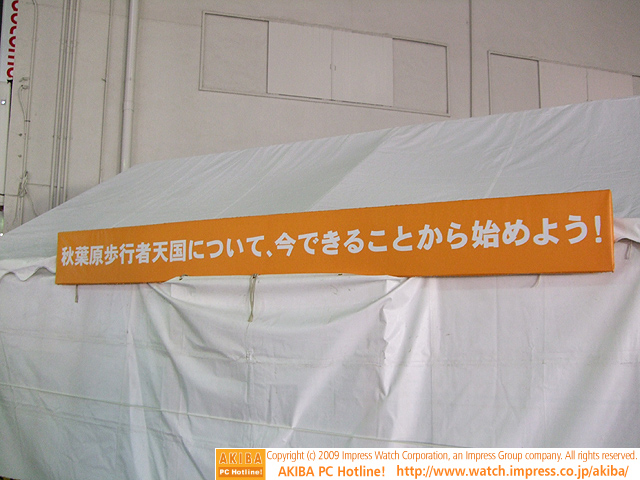 docomo
秋葉原歩行者天国について、今できることから始めよう!
AKIBA
PC Hotline!
Copyright (c) 2009 Impress Watch Corporation, an Impress Group company. All rights reserved.
AKIBA PC Hotline! http://www.watch.impress.co.jp/akiba/